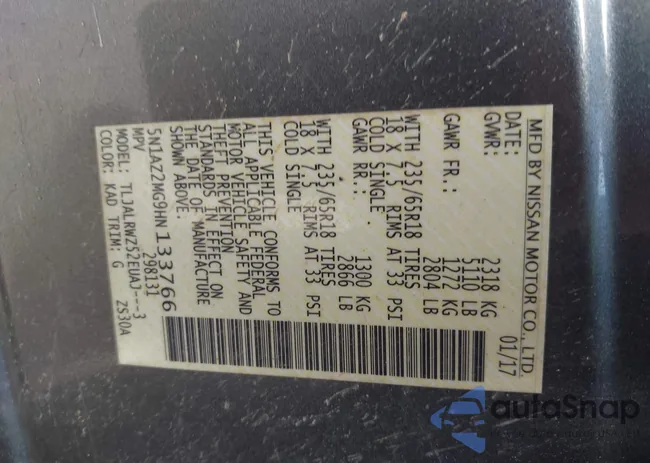 MFD BY NISSAN MOTOR CO., LTD
DATE: 01/17
GVWR: 2318 KG
5110 LB
GAWR FR.: 1272 KG
2804 LB
WITH 235/65R18 TIRES
18 X 7.5 RIMS AT 33 PSI
COLD SINGLE
GAWR RR.: 1300 KG
2866 LB
WITH 235/65R18 TIRES
18 X 7.5 RIMS AT 33 PSI
COLD SINGLE
THIS VEHICLE CONFORMS TO
ALL APPLICABLE FEDERAL
MOTOR VEHICLE SAFETY AND
THEFT PREVENTION
STANDARDS IN EFFECT ON
THE DATE OF MANUFACTURE
SHOWN ABOVE.
5N1AZ2MG9HN133766
MPV 298131
MODEL: TL3ALRWZ52EUAJ---3
COLOR: KAD TRIM: G ZS30A
autoSnap